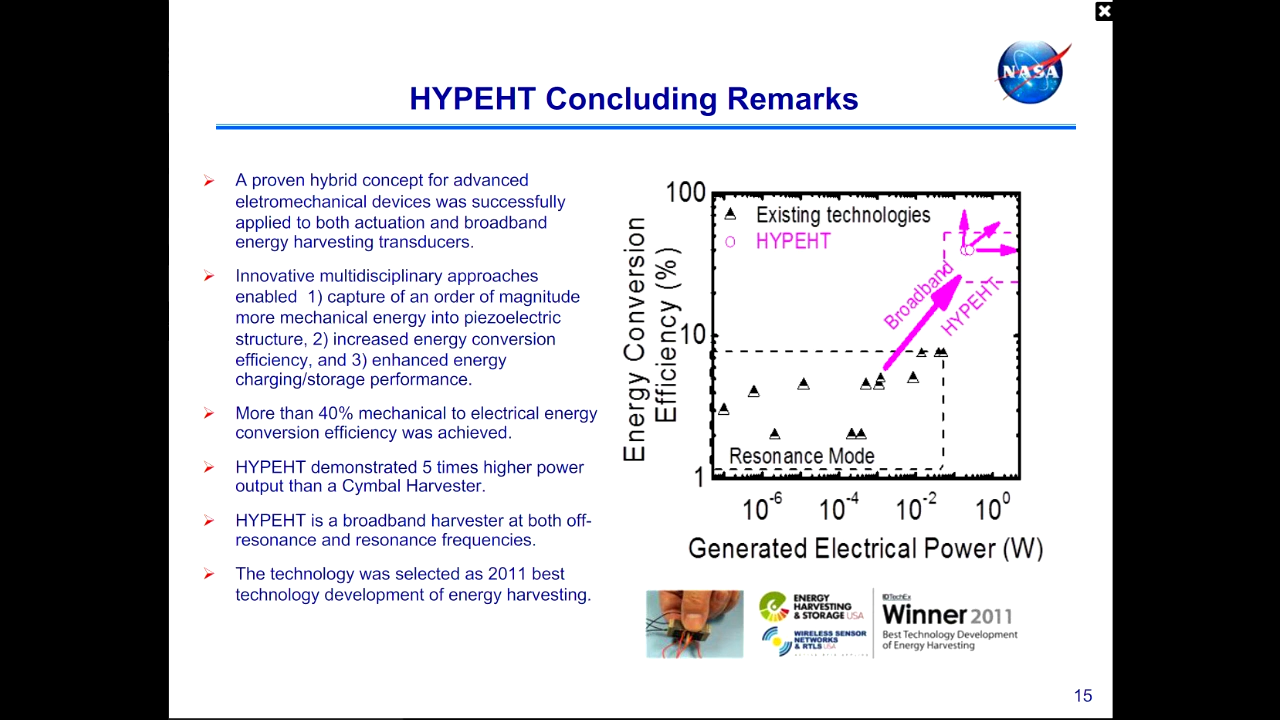 NASA
HYPEHT Concluding Remarks
A proven hybrid concept for advanced
eletromechanical devices was successfully
applied to both actuation and broadband
energy harvesting transducers.
Innovative multidisciplinary approaches
enabled 1) capture of an order of magnitude
more mechanical energy into piezoelectric
structure, 2) increased energy conversion
efficiency, and 3) enhanced energy
charging/storage performance.
More than 40% mechanical to electrical energy
conversion efficiency was achieved.
HYPEHT demonstrated 5 times higher power
output than a Cymbal Harvester.
HYPEHT is a broadband harvester at both off-
resonance and resonance frequencies.
The technology was selected as 2011 best
technology development of energy harvesting.
Energy Conversion
Efficiency (%)
100
10
1
Existing technologies
HYPEHT
Broadband
HYPEHT
Resonance Mode
10^-6 10^-4 10^-2 10^0
Generated Electrical Power (W)
ENERGY
HARVESTING
& STORAGE USA
WIRELESS SENSOR
NETWORKS
& RTLS USA
IDTechEx
Winner 2011
Best Technology Development
of Energy Harvesting
15